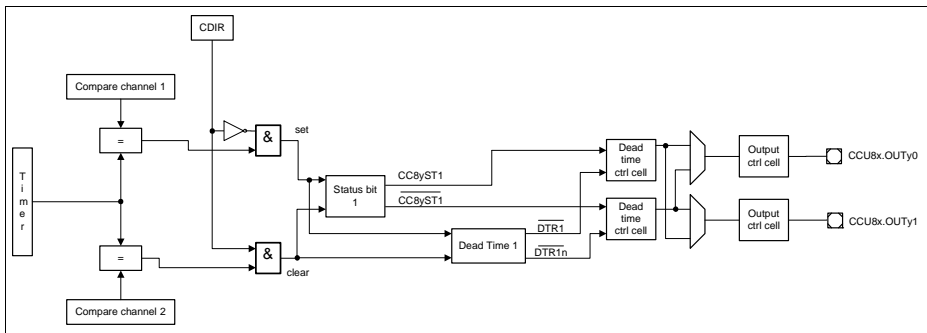 CDIR
Compare channel 1
=
&
set
Timer
Status bit
1
CC8yST1
CC8yST1
Dead
time
ctrl cell
Output
ctrl cell
CCU8x.OUTy0
Dead
time
ctrl cell
Output
ctrl cell
CCU8x.OUTy1
DTR1
Dead Time 1
DTR1n
=
&
clear
Compare channel 2